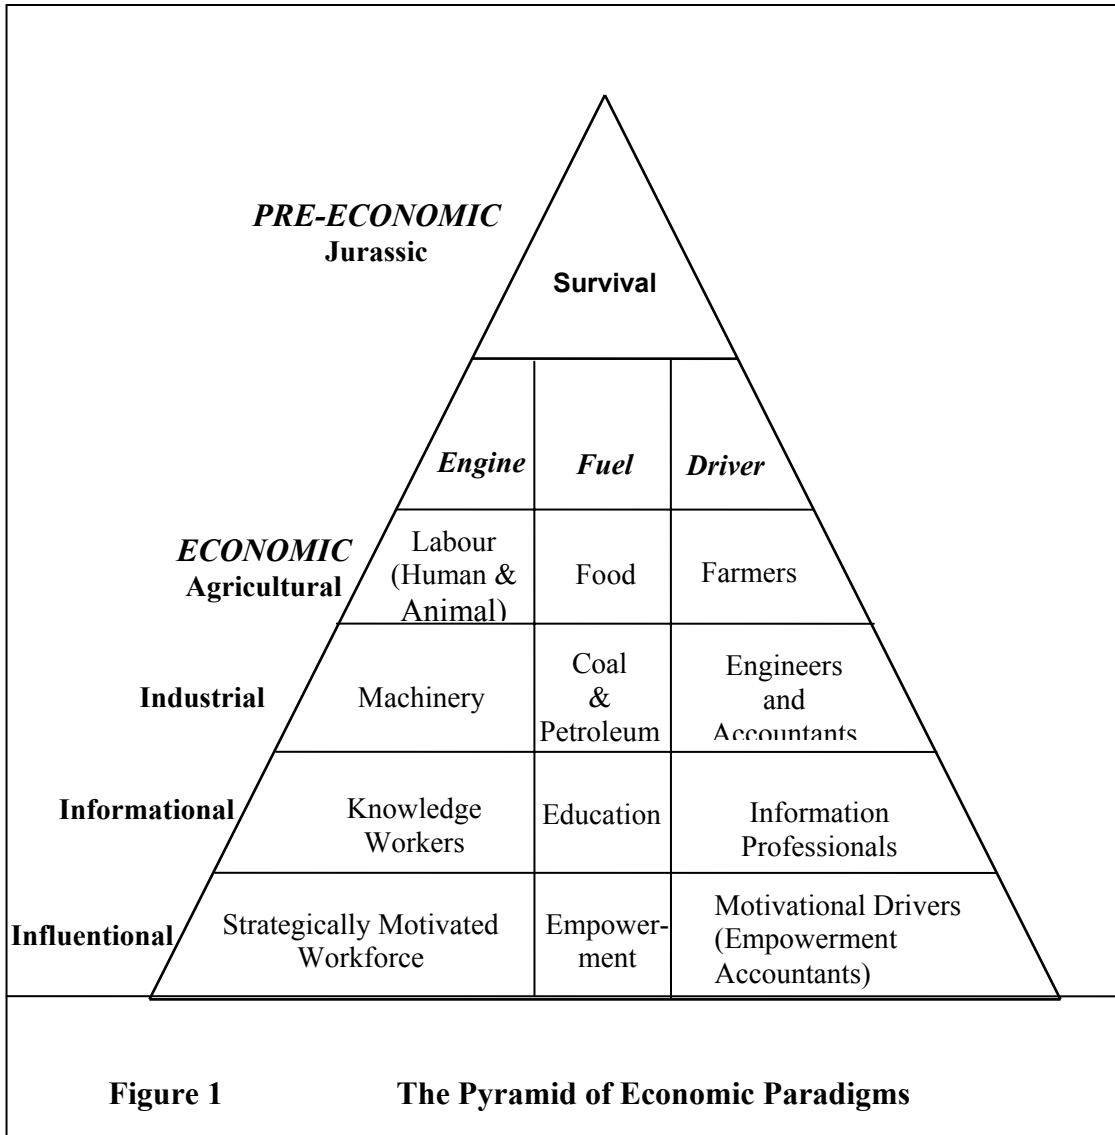 PRE-ECONOMIC
Jurassic
Survival
Engine
Fuel
Driver
ECONOMIC
Agricultural
Labour
(Human &
Animal)
Food
Farmers
Industrial
Machinery
Coal
&
Petroleum
Engineers
and
Accountants
Informational
Knowledge
Workers
Education
Information
Professionals
Influentional
Strategically Motivated
Workforce
Empower-
ment
Motivational Drivers
(Empowerment
Accountants)
Figure 1 The Pyramid of Economic Paradigms